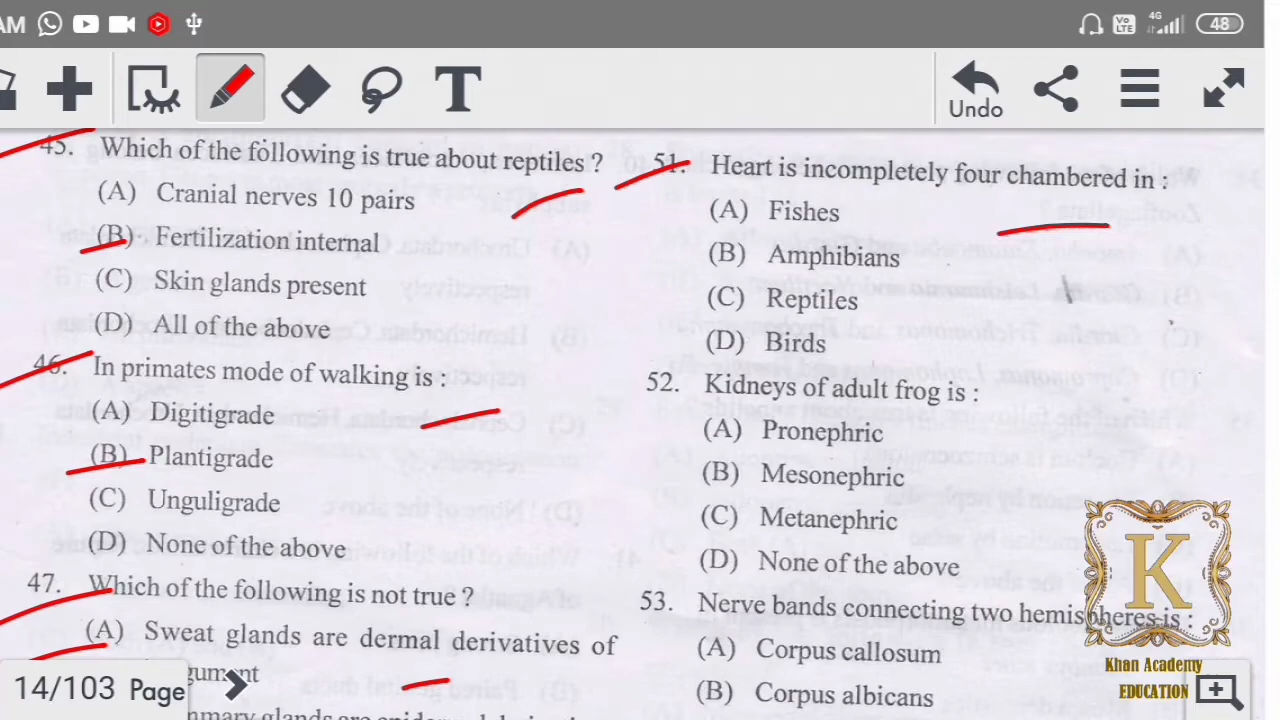 AM
Vo
LTE
4G
48
Undo
45. Which of the following is true about reptiles ?
(A) Cranial nerves 10 pairs
(B) Fertilization internal
(C) Skin glands present
(D) All of the above
46. In primates mode of walking is :
(A) Digitigrade
(B) Plantigrade
(C) Unguligrade
(D) None of the above
47. Which of the following is not true ?
(A) Sweat glands are dermal derivatives of
14/103 Page
51. Heart is incompletely four chambered in :
(A) Fishes
(B) Amphibians
(C) Reptiles
(D) Birds
52. Kidneys of adult frog is :
(A) Pronephric
(B) Mesonephric
(C) Metanephric
(D) None of the above
53. Nerve bands connecting two hemispheres is :
(A) Corpus callosum
(B) Corpus albicans
K
Khan Academy
EDUCATION